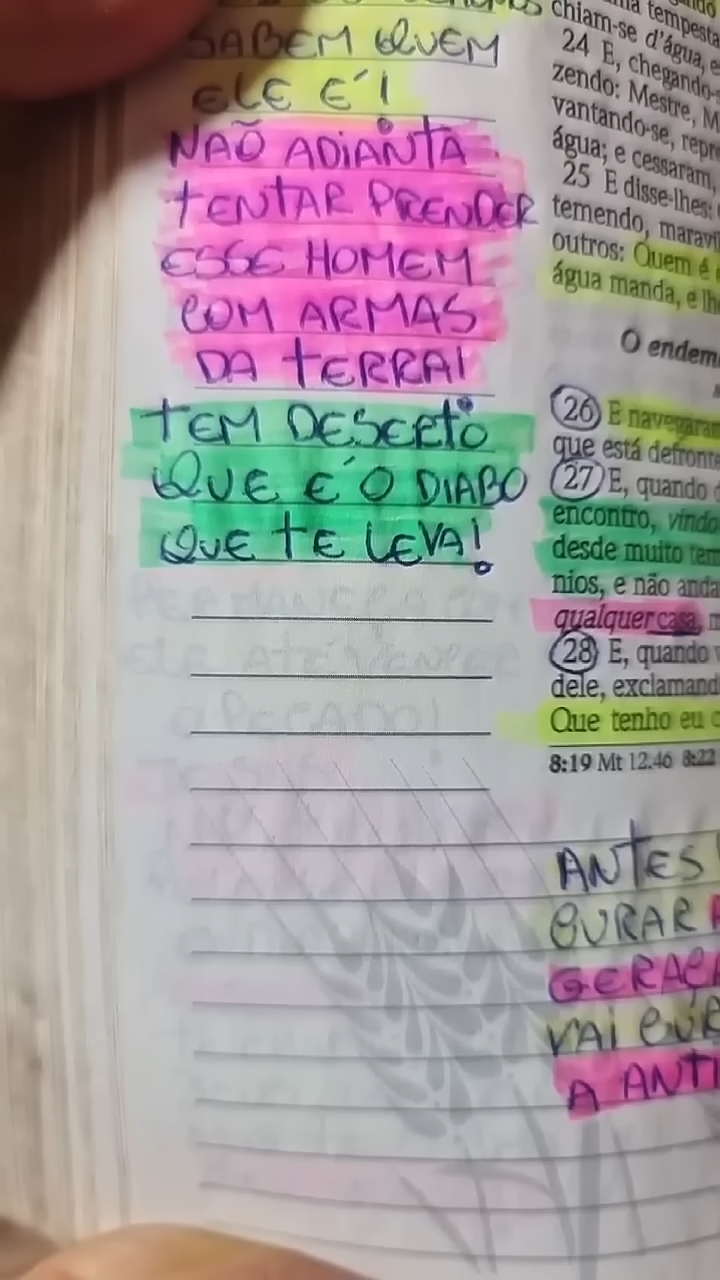 SABEM QUEM
ELE É!
NÃO ADIANTA
TENTAR PRENDER
ESSE HOMEM
COM ARMAS
DA TERRA!
TEM DESERTO
QUE É O DIABO
QUE TE LEVA!
chiam-se d'água, e
24 E, chegando-
zendo: Mestre, M
vantando-se, repre
água; e cessaram,
25 E disse-lhes:
temendo, maravi
outros: Quem é
água manda, e lh
O endem
26 E navegaram
que está defronte
27 E, quando
encontro, vindo
desde muito tem
nios, e não anda
qualquer casa, m
28 E, quando v
dele, exclamand
Que tenho eu c
8:19 Mt 12.46 8:22
ANTES
CURAR A
GERAÇ
VAI CUR
A ANTI